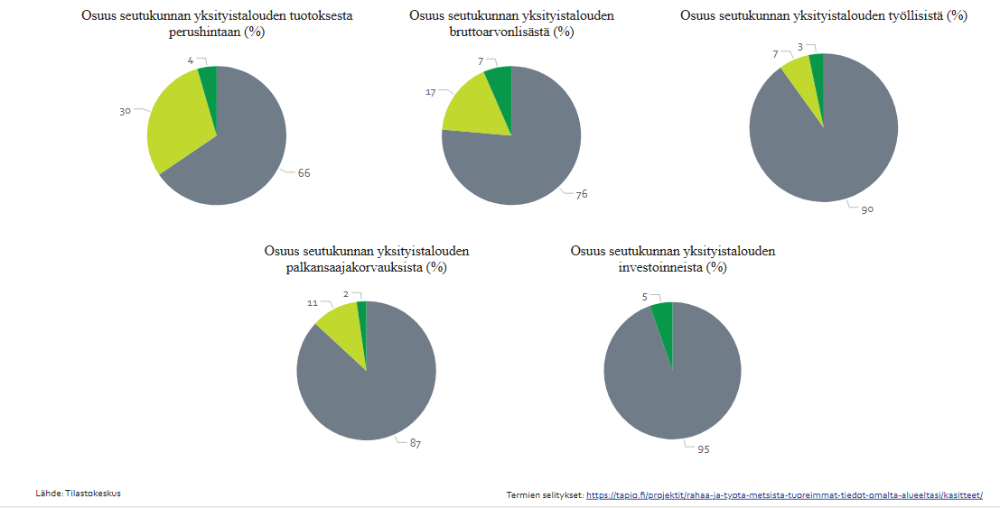 Osuus seutukunnan yksityistalouden tuotoksesta
perushintaan (%)
4
30
66
Osuus seutukunnan yksityistalouden
bruttoarvonlisästä (%)
7
17
76
Osuus seutukunnan yksityistalouden työllisistä (%)
3
7
90
Osuus seutukunnan yksityistalouden
palkansaajakorvauksista (%)
2
11
87
Osuus seutukunnan yksityistalouden
investoinneista (%)
5
95
Lähde: Tilastokeskus
Termien selitykset: https://tapio.fi/projektit/rahaa-ja-tyota-metsista-tuoreimmat-tiedot-omalta-alueeltasi/kasitteet/